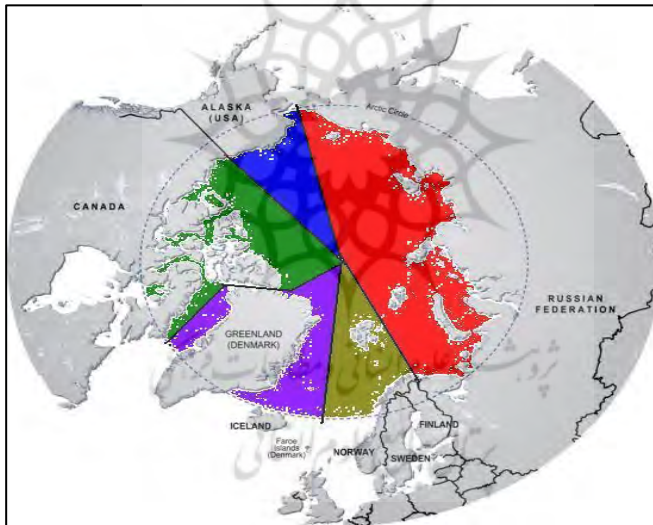 ALASKA
(USA)
Arctic Circle
CANADA
RUSSIAN
FEDERATION
GREENLAND
(DENMARK)
ICELAND
Faroe
Islands
(Denmark)
NORWAY
FINLAND
SWEDEN